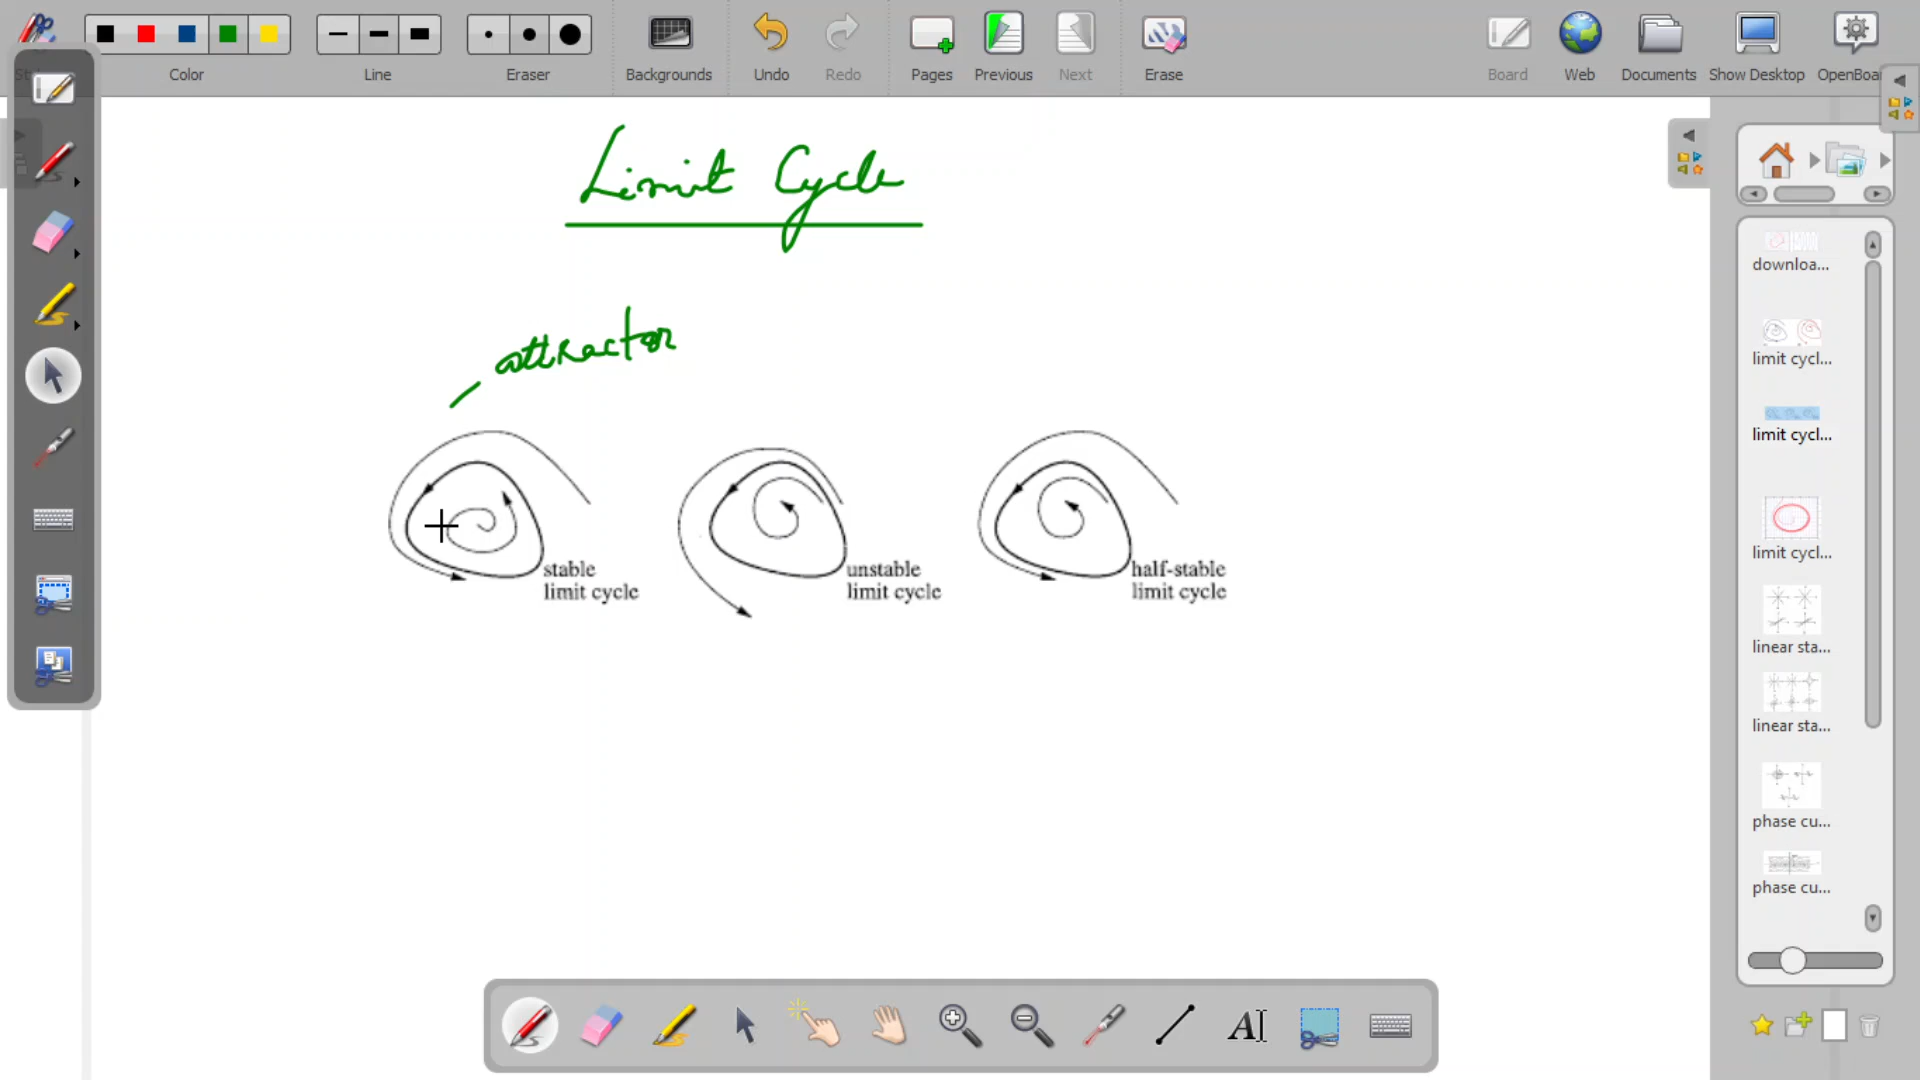 Color
Line
Eraser
Backgrounds
Undo
Redo
Pages
Previous
Next
Erase
Board
Web
Documents
Show Desktop
Limit Cycle
attractor
stable
limit cycle
unstable
limit cycle
half-stable
limit cycle
downloa...
limit cycl...
limit cycl...
limit cycl...
linear sta...
linear sta...
phase cu...
phase cu...